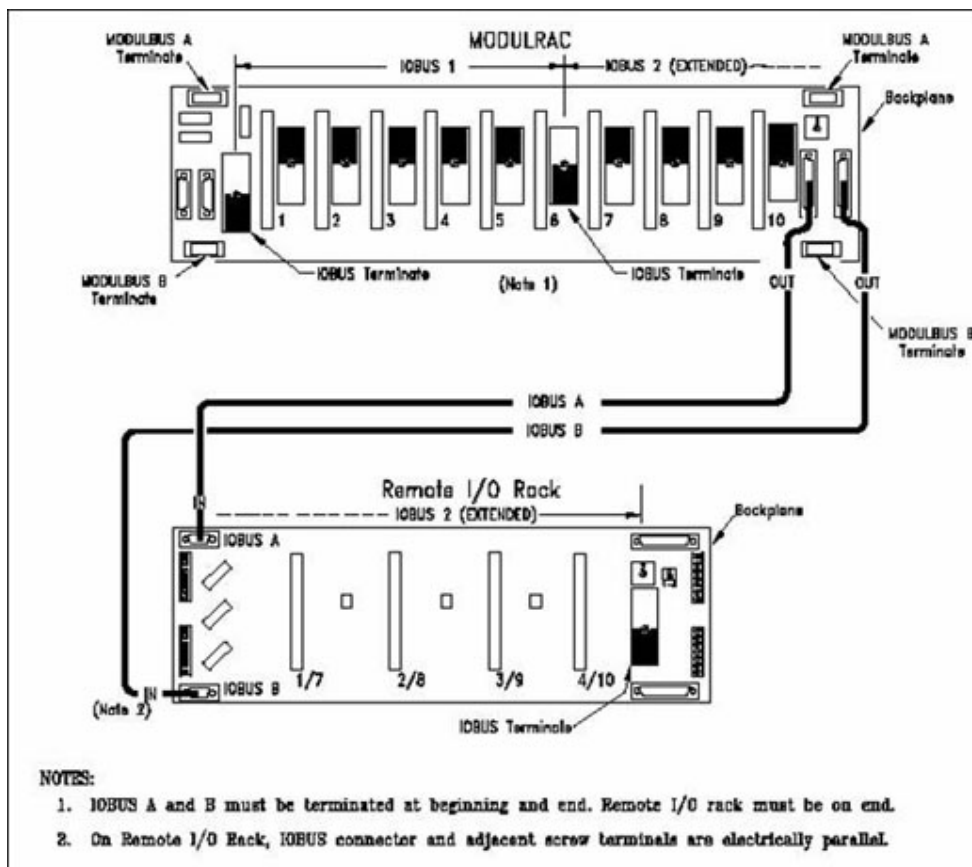 MODULBUS A
Terminate
MODULRAC
MODULBUS A
Terminate
IOBUS 1
IOBUS 2 (EXTENDED)
Backplane
1 2 3 4 5 6 7 8 9 10
MODULBUS B
Terminate
IOBUS Terminate
(Note 1)
IOBUS Terminate
OUT
OUT
MODULBUS B
Terminate
IOBUS A
IOBUS B
Remote I/O Rack
IOBUS 2 (EXTENDED)
Backplane
IN
IOBUS A
1/7 2/8 3/9 4/10
IN
IOBUS B
(Note 2)
IOBUS Terminate
NOTES:
1. IOBUS A and B must be terminated at beginning and end. Remote I/O rack must be on end.
2. On Remote I/O Rack, IOBUS connector and adjacent screw terminals are electrically parallel.